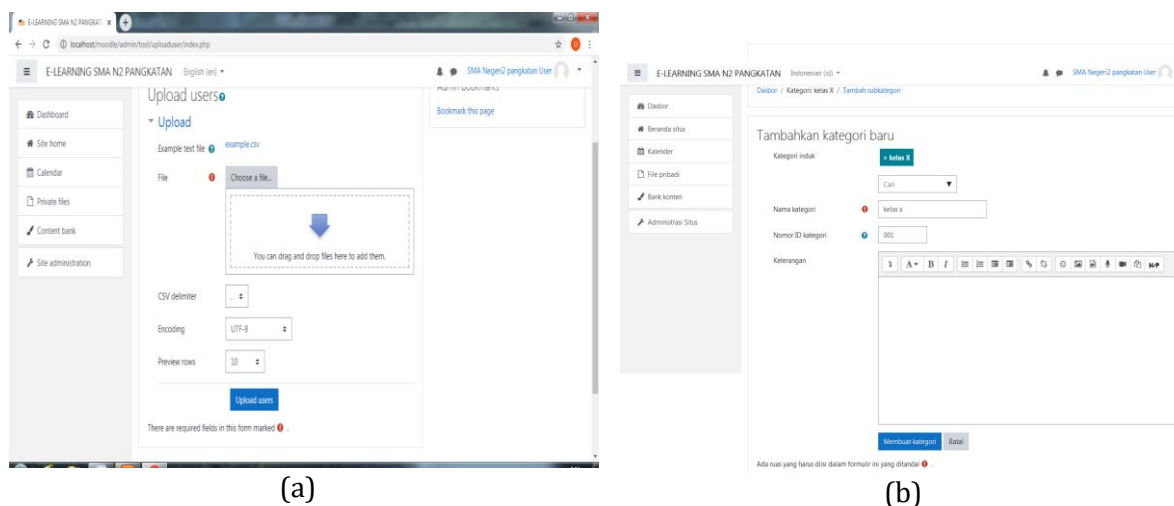 E-LEARNING SMA N2 PANGKAT
localhost/moodle/admin/tool/uploaduser/index.php
E-LEARNING SMA N2 PANGKATAN English (en)
SMA Negeri2 pangkatan User
Dashboard
Site home
Calendar
Private files
Content bank
Site administration
Upload users
Admin bookmarks
Bookmark this page
Upload
Example text file example.csv
File Choose a file...
You can drag and drop files here to add them.
CSV delimiter
Encoding UTF-8
Preview rows 10
Upload users
There are required fields in this form marked .
(a)
E-LEARNING SMA N2 PANGKATAN Indonesian (id)
SMA Negeri2 pangkatan User
Dasbor / Kategori: kelas X / Tambah subkategori
Dasbor
Beranda situs
Kalender
File pribadi
Bank konten
Administrasi Situs
Tambahkan kategori baru
Kategori induk × kelas X
Cari ▼
Nama kategori kelas x
Nomor ID kategori 001
Keterangan
A B I H-P
Membuat kategori Batal
Ada ruas yang harus diisi dalam formulir ini yang ditandai .
(b)